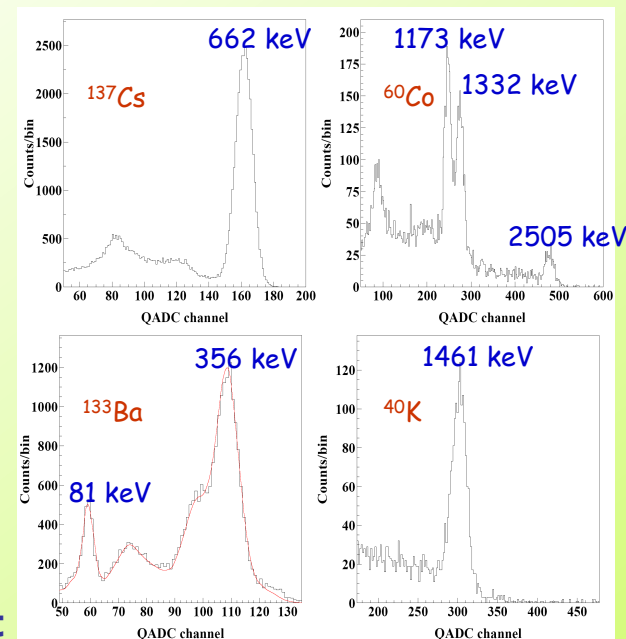 662 keV
137Cs
Counts/bin
2500
2000
1500
1000
500
0
60 80 100 120 140 160 180 200
QADC channel
1173 keV
1332 keV
60Co
2505 keV
Counts/bin
200
175
150
125
100
75
50
25
0
100 200 300 400 500 600
QADC channel
356 keV
133Ba
81 keV
Counts/bin
1200
1000
800
600
400
200
0
50 60 70 80 90 100 110 120 130
QADC channel
1461 keV
40K
Counts/bin
120
100
80
60
40
20
0
200 250 300 350 400 450
QADC channel